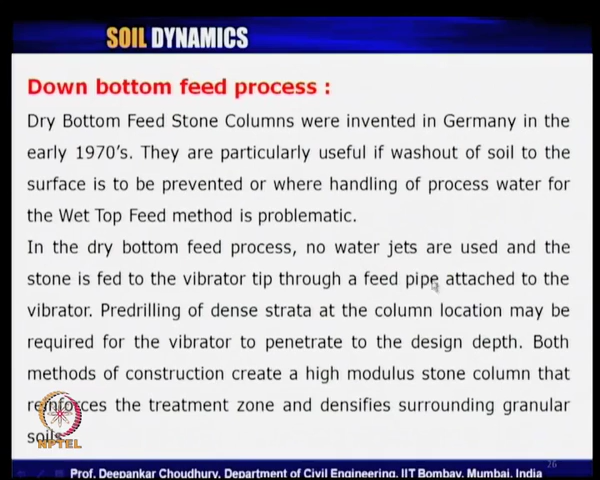 SOIL DYNAMICS
Down bottom feed process :
Dry Bottom Feed Stone Columns were invented in Germany in the
early 1970's. They are particularly useful if washout of soil to the
surface is to be prevented or where handling of process water for
the Wet Top Feed method is problematic.
In the dry bottom feed process, no water jets are used and the
stone is fed to the vibrator tip through a feed pipe attached to the
vibrator. Predrilling of dense strata at the column location may be
required for the vibrator to penetrate to the design depth. Both
methods of construction create a high modulus stone column that
reinforces the treatment zone and densifies surrounding granular
soils.
NPTEL
26
Prof. Deepankar Choudhury, Department of Civil Engineering, IIT Bombay, Mumbai, India